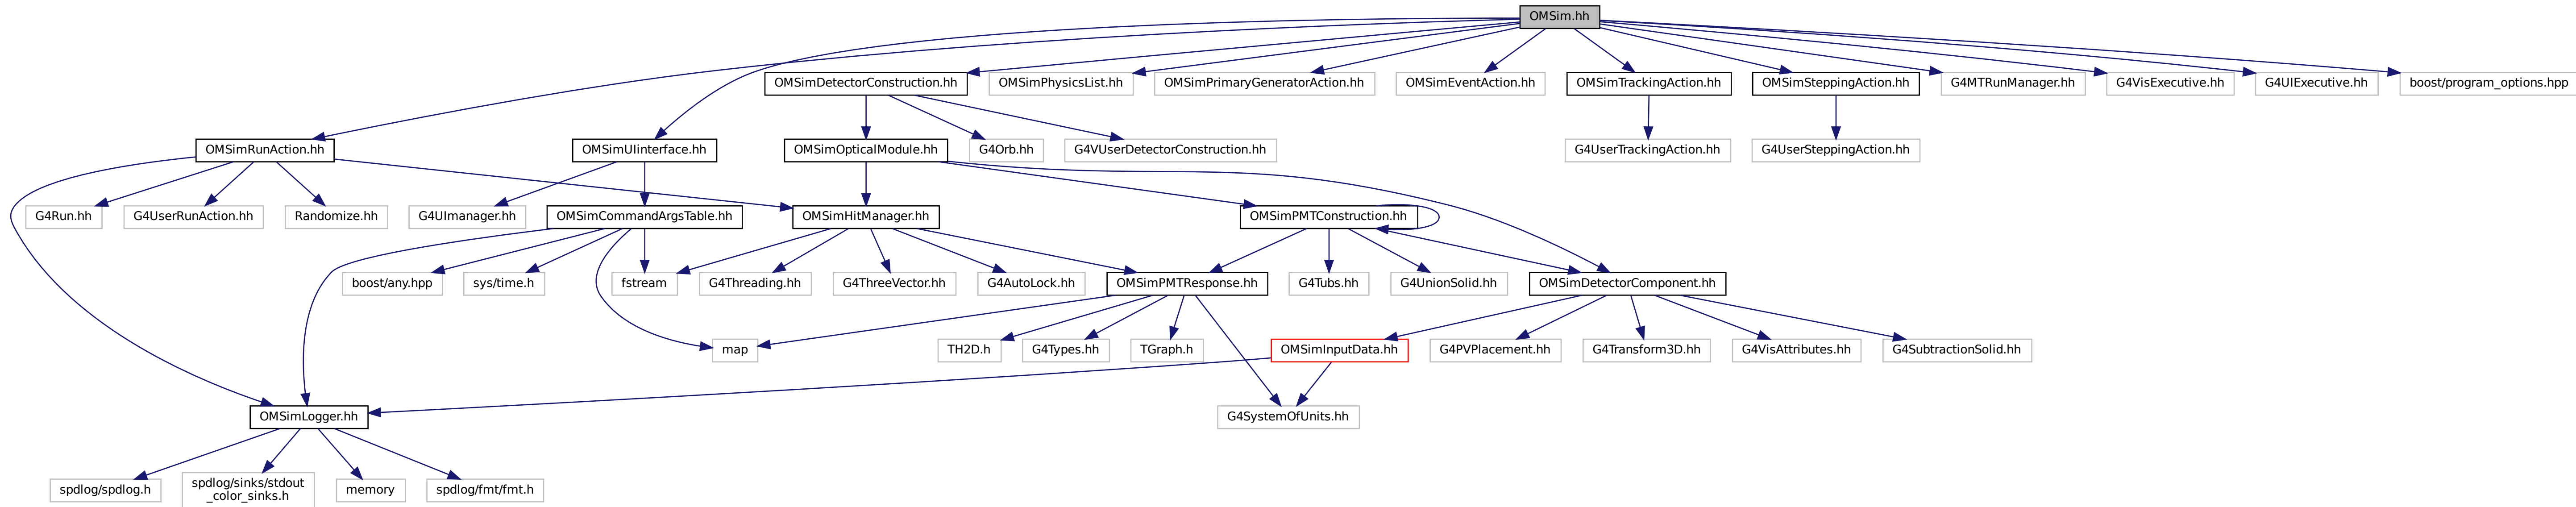 OMSim.hh
OMSimDetectorConstruction.hh
OMSimPhysicsList.hh
OMSimPrimaryGeneratorAction.hh
OMSimEventAction.hh
OMSimTrackingAction.hh
OMSimSteppingAction.hh
G4MTRunManager.hh
G4VisExecutive.hh
G4UIExecutive.hh
boost/program_options.hpp
OMSimRunAction.hh
OMSimUIinterface.hh
OMSimOpticalModule.hh
G4Orb.hh
G4VUserDetectorConstruction.hh
G4UserTrackingAction.hh
G4UserSteppingAction.hh
G4Run.hh
G4UserRunAction.hh
Randomize.hh
G4UImanager.hh
OMSimCommandArgsTable.hh
OMSimHitManager.hh
OMSimPMTConstruction.hh
boost/any.hpp
sys/time.h
fstream
G4Threading.hh
G4ThreeVector.hh
G4AutoLock.hh
OMSimPMTResponse.hh
G4Tubs.hh
G4UnionSolid.hh
OMSimDetectorComponent.hh
map
TH2D.h
G4Types.hh
TGraph.h
OMSimInputData.hh
G4PVPlacement.hh
G4Transform3D.hh
G4VisAttributes.hh
G4SubtractionSolid.hh
OMSimLogger.hh
G4SystemOfUnits.hh
spdlog/spdlog.h
spdlog/sinks/stdout
_color_sinks.h
memory
spdlog/fmt/fmt.h